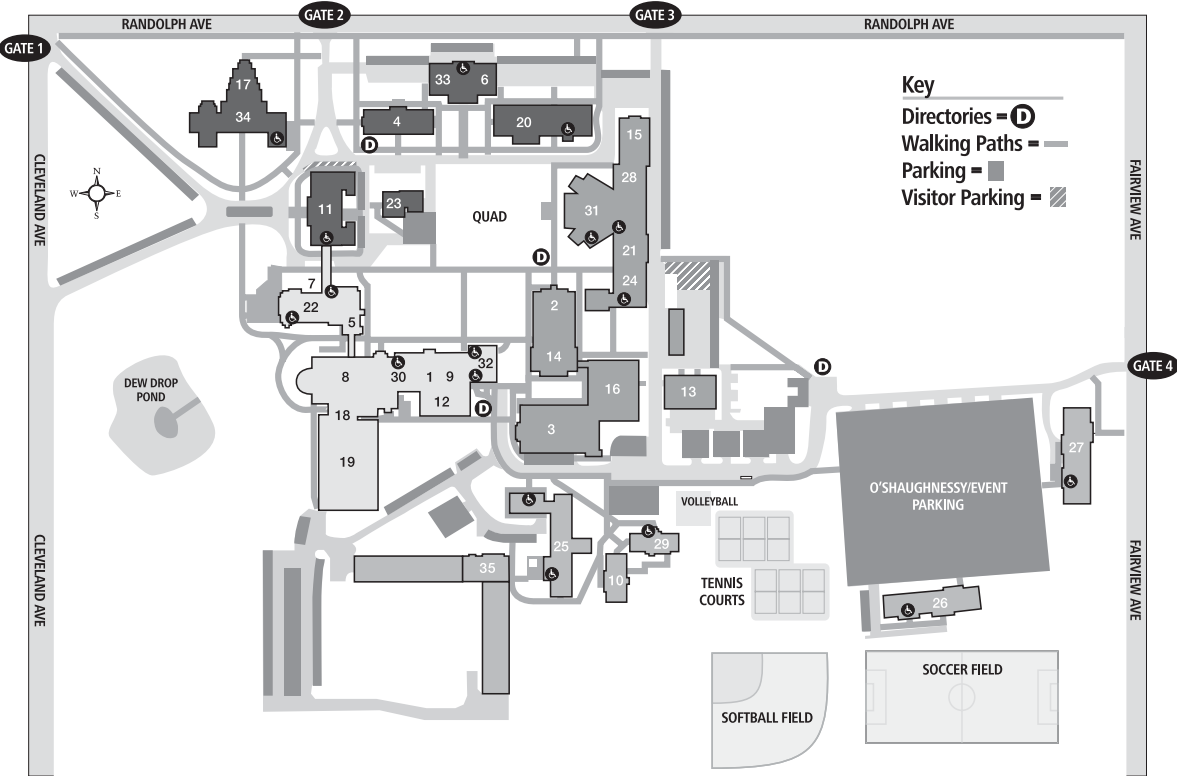 GATE 2
GATE 3
RANDOLPH AVE
RANDOLPH AVE
GATE 1
33
6
17
34
4
20
15
D
Key
Directories = D
Walking Paths =
Parking =
Visitor Parking =
CLEVELAND AVE
FAIRVIEW AVE
N
W
E
S
28
11
23
QUAD
31
21
D
24
7
22
5
2
14
8
30
1
9
32
12
D
18
16
13
3
D
GATE 4
DEW DROP
POND
19
27
O'SHAUGHNESSY/EVENT
PARKING
VOLLEYBALL
25
29
10
35
TENNIS
COURTS
26
CLEVELAND AVE
FAIRVIEW AVE
SOFTBALL FIELD
SOCCER FIELD